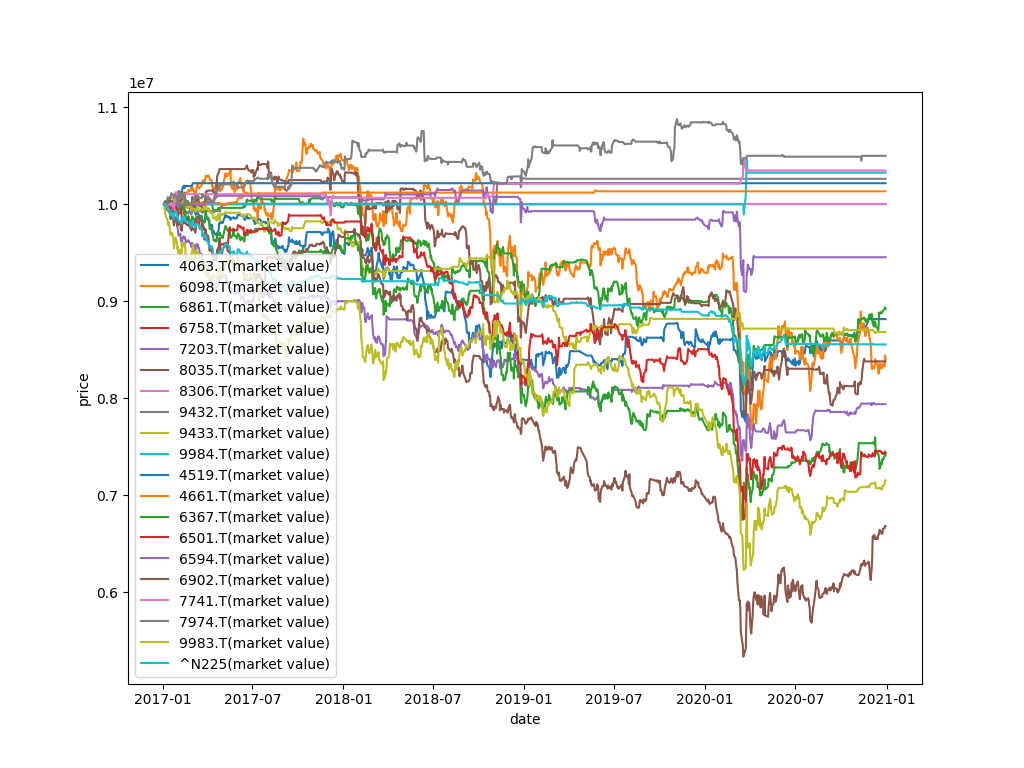 1e7
1.1
1.0
0.9
0.8
0.7
0.6
price
4063.T(market value)
6098.T(market value)
6861.T(market value)
6758.T(market value)
7203.T(market value)
8035.T(market value)
8306.T(market value)
9432.T(market value)
9433.T(market value)
9984.T(market value)
4519.T(market value)
4661.T(market value)
6367.T(market value)
6501.T(market value)
6594.T(market value)
6902.T(market value)
7741.T(market value)
7974.T(market value)
9983.T(market value)
^N225(market value)
2017-01 2017-07 2018-01 2018-07 2019-01 2019-07 2020-01 2020-07 2021-01
date